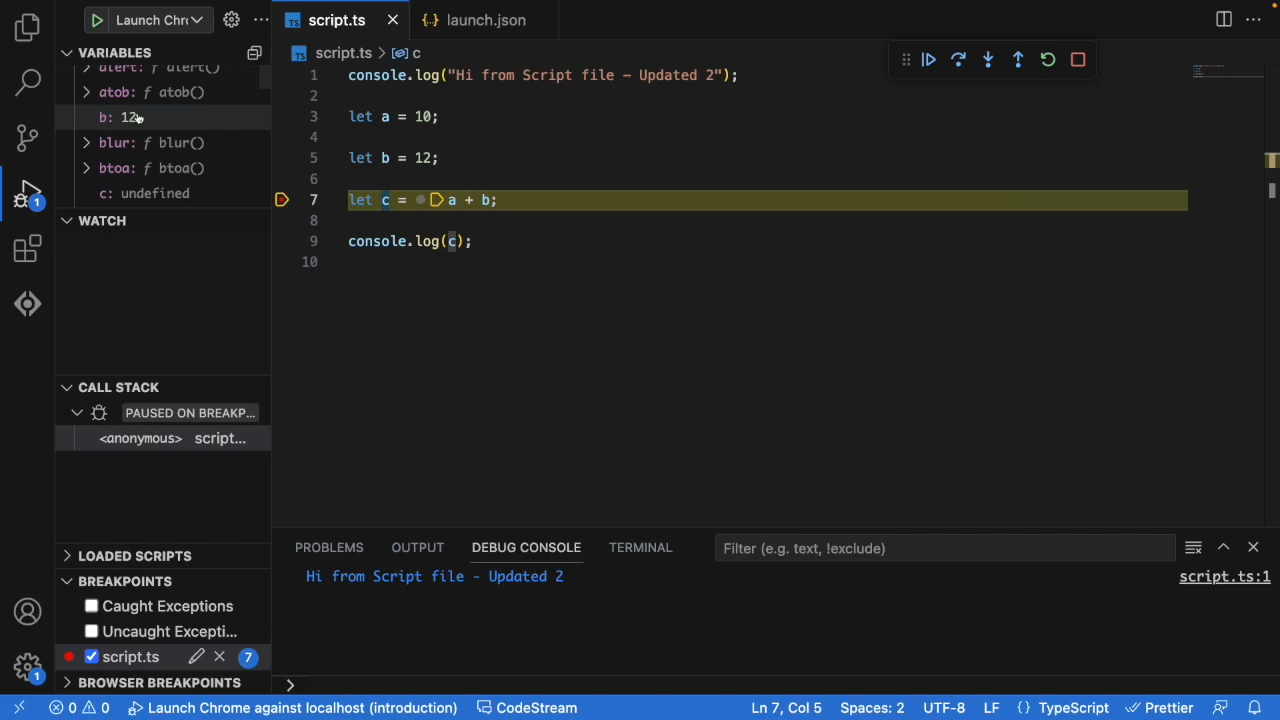 Launch Chr
VARIABLES
alert: ƒ alert()
atob: ƒ atob()
b: 12
blur: ƒ blur()
btoa: ƒ btoa()
c: undefined
WATCH
CALL STACK
PAUSED ON BREAKP...
<anonymous> script...
LOADED SCRIPTS
BREAKPOINTS
Caught Exceptions
Uncaught Excepti...
script.ts 7
BROWSER BREAKPOINTS
1
1
TS script.ts {..} launch.json
TS script.ts > c
1 console.log("Hi from Script file - Updated 2");
2
3 let a = 10;
4
5 let b = 12;
6
7 let c = a + b;
8
9 console.log(c);
10
PROBLEMS OUTPUT DEBUG CONSOLE TERMINAL Filter (e.g. text, !exclude)
Hi from Script file - Updated 2 script.ts:1
>
0 0 Launch Chrome against localhost (introduction) CodeStream Ln 7, Col 5 Spaces: 2 UTF-8 LF {} TypeScript Prettier